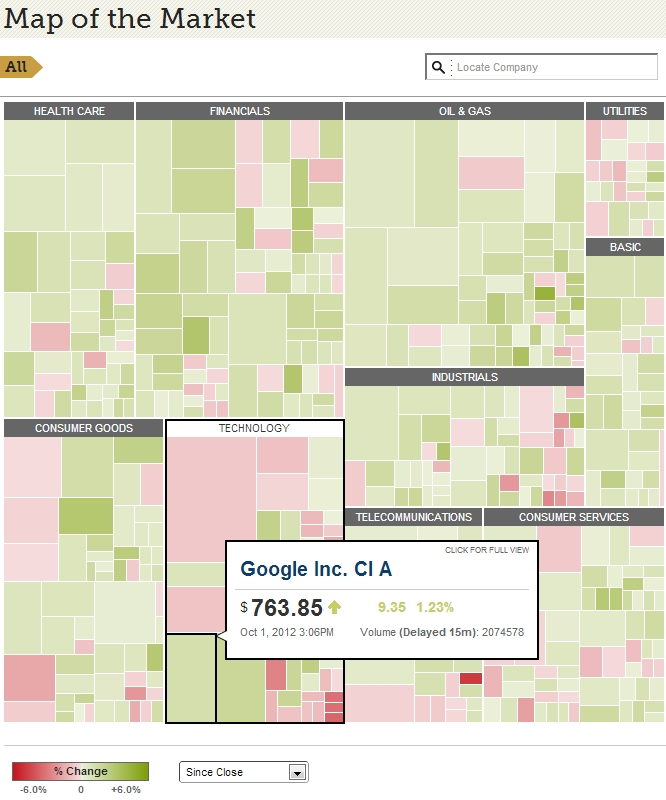 Map of the Market
All
Locate Company
HEALTH CARE
FINANCIALS
OIL & GAS
UTILITIES
BASIC
INDUSTRIALS
CONSUMER GOODS
TECHNOLOGY
TELECOMMUNICATIONS
CONSUMER SERVICES
CLICK FOR FULL VIEW
Google Inc. Cl A
$ 763.85 9.35 1.23%
Oct 1, 2012 3:06PM Volume (Delayed 15m): 2074578
% Change
-6.0% 0 +6.0%
Since Close